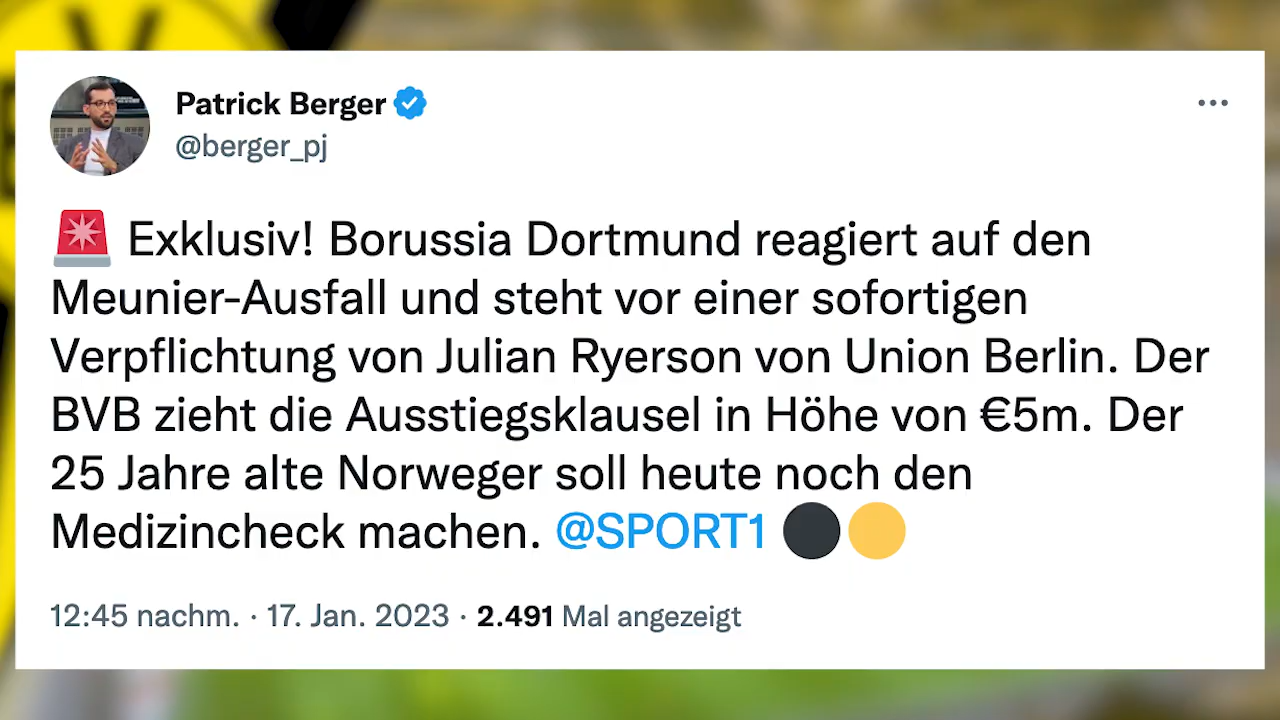 Patrick Berger
@berger_pj
🚨 Exklusiv! Borussia Dortmund reagiert auf den
Meunier-Ausfall und steht vor einer sofortigen
Verpflichtung von Julian Ryerson von Union Berlin. Der
BVB zieht die Ausstiegsklausel in Höhe von €5m. Der
25 Jahre alte Norweger soll heute noch den
Medizincheck machen. @SPORT1 ⚫🟡
12:45 nachm. · 17. Jan. 2023 · 2.491 Mal angezeigt